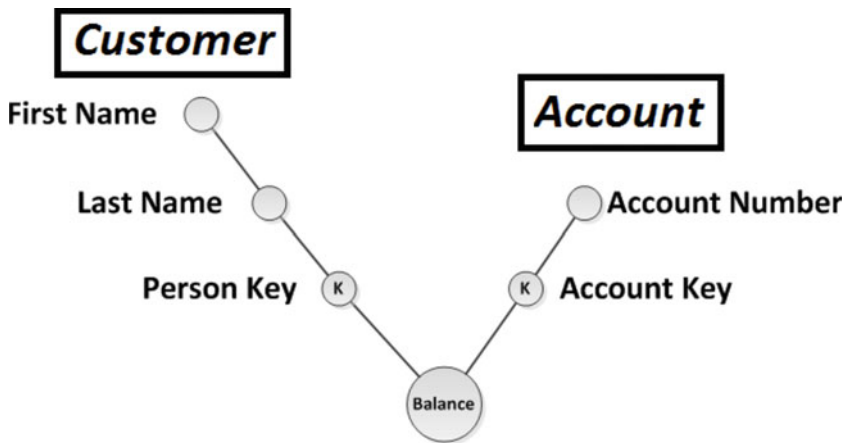 Customer
First Name
Account
Last Name
Account Number
Person Key
K
K
Account Key
Balance